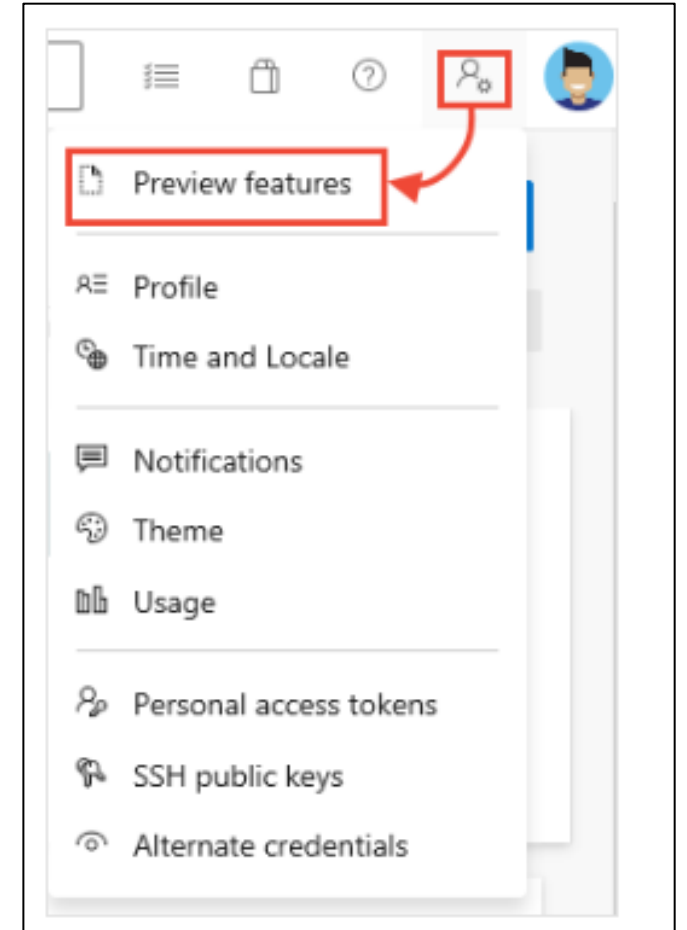 Preview features
Profile
Time and Locale
Notifications
Theme
Usage
Personal access tokens
SSH public keys
Alternate credentials